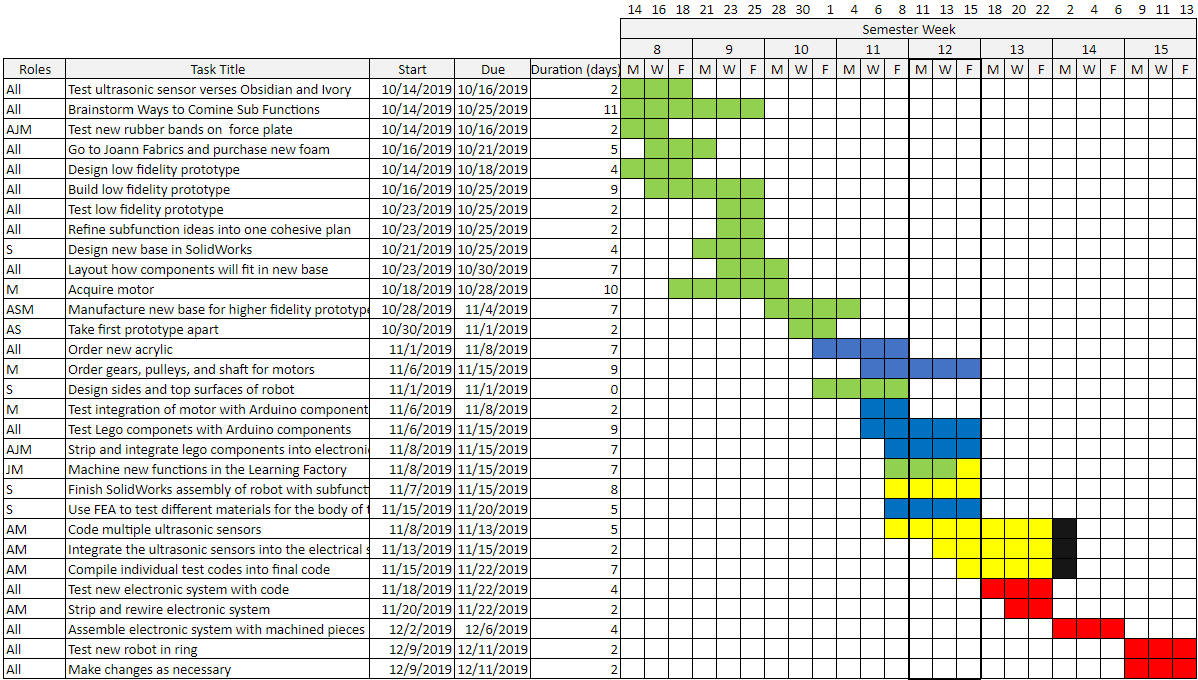 14 16 18 21 23 25 28 30 1 4 6 8 11 13 15 18 20 22 2 4 6 9 11 13
Semester Week
8 9 10 11 12 13 14 15
Roles Task Title Start Due Duration (days) M W F M W F M W F M W F M W F M W F M W F M W F
All Test ultrasonic sensor verses Obsidian and Ivory 10/14/2019 10/16/2019 2
All Brainstorm Ways to Comine Sub Functions 10/14/2019 10/25/2019 11
AJM Test new rubber bands on force plate 10/14/2019 10/16/2019 2
All Go to Joann Fabrics and purchase new foam 10/16/2019 10/21/2019 5
All Design low fidelity prototype 10/14/2019 10/18/2019 4
All Build low fidelity prototype 10/16/2019 10/25/2019 9
All Test low fidelity prototype 10/23/2019 10/25/2019 2
All Refine subfunction ideas into one cohesive plan 10/23/2019 10/25/2019 2
S Design new base in SolidWorks 10/21/2019 10/25/2019 4
All Layout how components will fit in new base 10/23/2019 10/30/2019 7
M Acquire motor 10/18/2019 10/28/2019 10
ASM Manufacture new base for higher fidelity prototype 10/28/2019 11/4/2019 7
AS Take first prototype apart 10/30/2019 11/1/2019 2
All Order new acrylic 11/1/2019 11/8/2019 7
M Order gears, pulleys, and shaft for motors 11/6/2019 11/15/2019 9
S Design sides and top surfaces of robot 11/1/2019 11/1/2019 0
M Test integration of motor with Arduino component 11/6/2019 11/8/2019 2
All Test Lego componets with Arduino components 11/6/2019 11/15/2019 9
AJM Strip and integrate lego components into electroni 11/8/2019 11/15/2019 7
JM Machine new functions in the Learning Factory 11/8/2019 11/15/2019 7
S Finish SolidWorks assembly of robot with subfunct 11/7/2019 11/15/2019 8
S Use FEA to test different materials for the body of t 11/15/2019 11/20/2019 5
AM Code multiple ultrasonic sensors 11/8/2019 11/13/2019 5
AM Integrate the ultrasonic sensors into the electrical s 11/13/2019 11/15/2019 2
AM Compile individual test codes into final code 11/15/2019 11/22/2019 7
All Test new electronic system with code 11/18/2019 11/22/2019 4
AM Strip and rewire electronic system 11/20/2019 11/22/2019 2
All Assemble electronic system with machined pieces 12/2/2019 12/6/2019 4
All Test new robot in ring 12/9/2019 12/11/2019 2
All Make changes as necessary 12/9/2019 12/11/2019 2